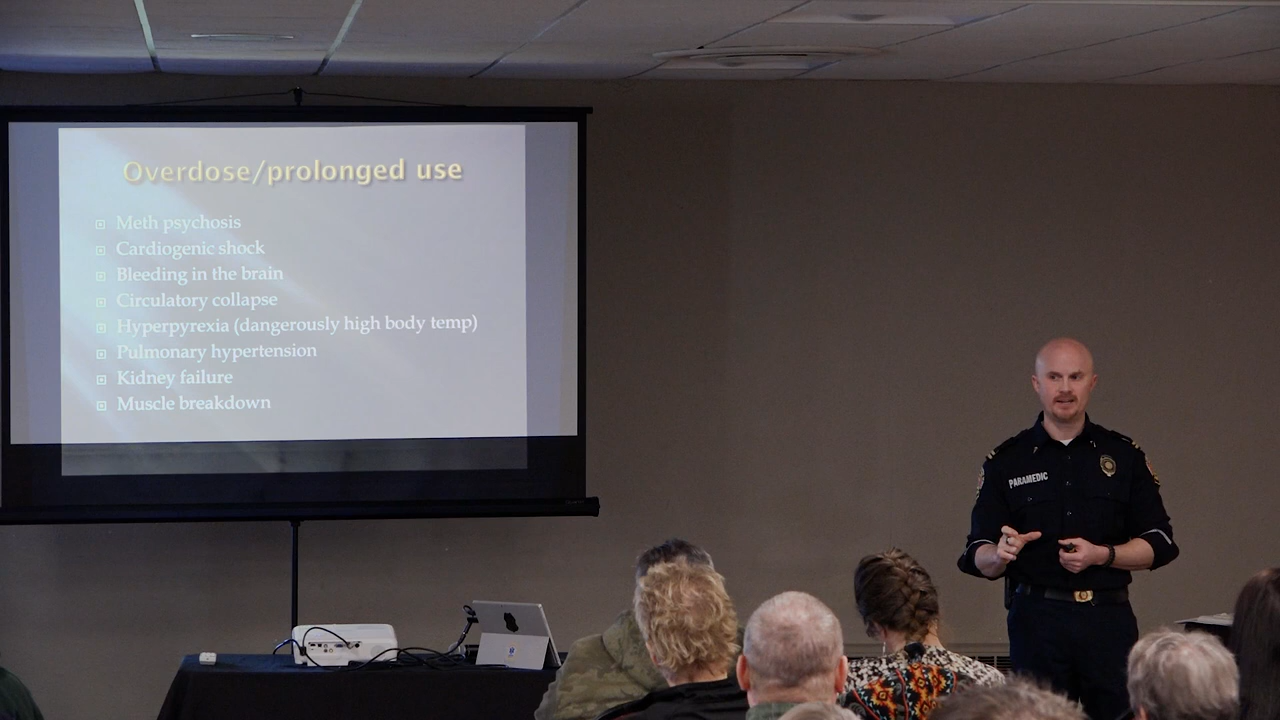 Overdose/prolonged use
Meth psychosis
Cardiogenic shock
Bleeding in the brain
Circulatory collapse
Hyperpyrexia (dangerously high body temp)
Pulmonary hypertension
Kidney failure
Muscle breakdown
PARAMEDIC